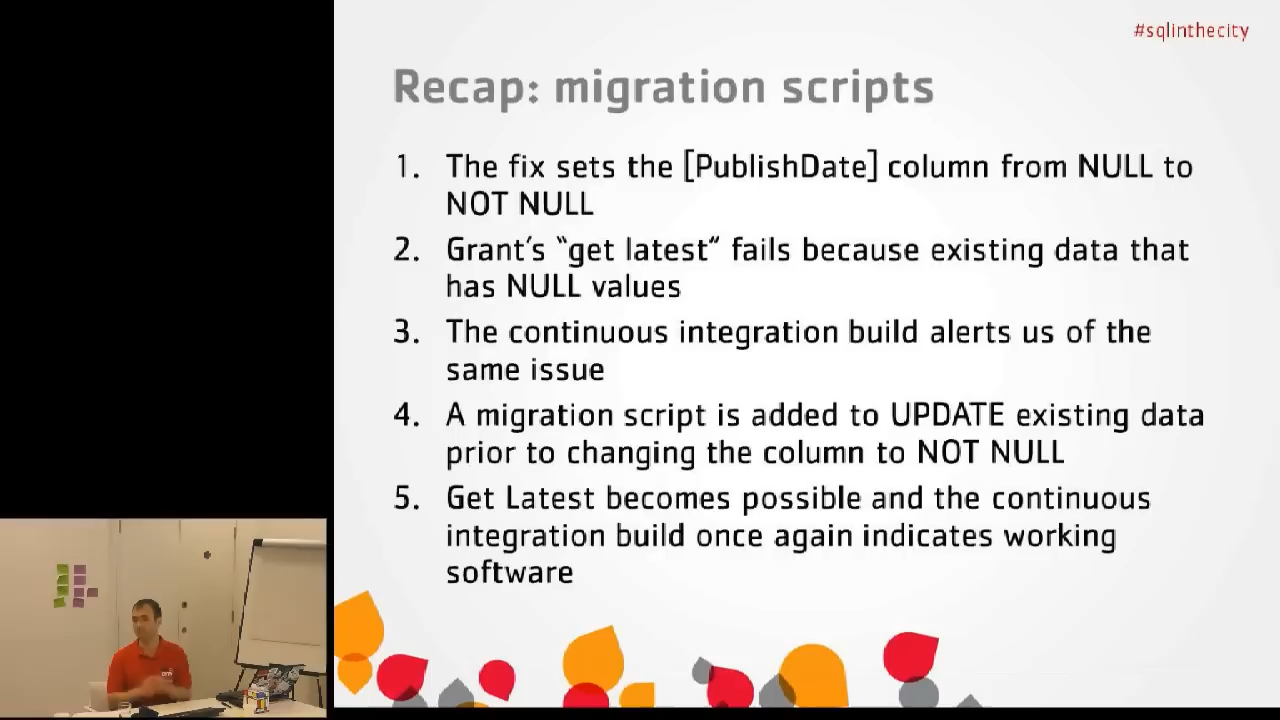 #sqlinthecity
Recap: migration scripts
1. The fix sets the [PublishDate] column from NULL to
NOT NULL
2. Grant's “get latest” fails because existing data that
has NULL values
3. The continuous integration build alerts us of the
same issue
4. A migration script is added to UPDATE existing data
prior to changing the column to NOT NULL
5. Get Latest becomes possible and the continuous
integration build once again indicates working
software